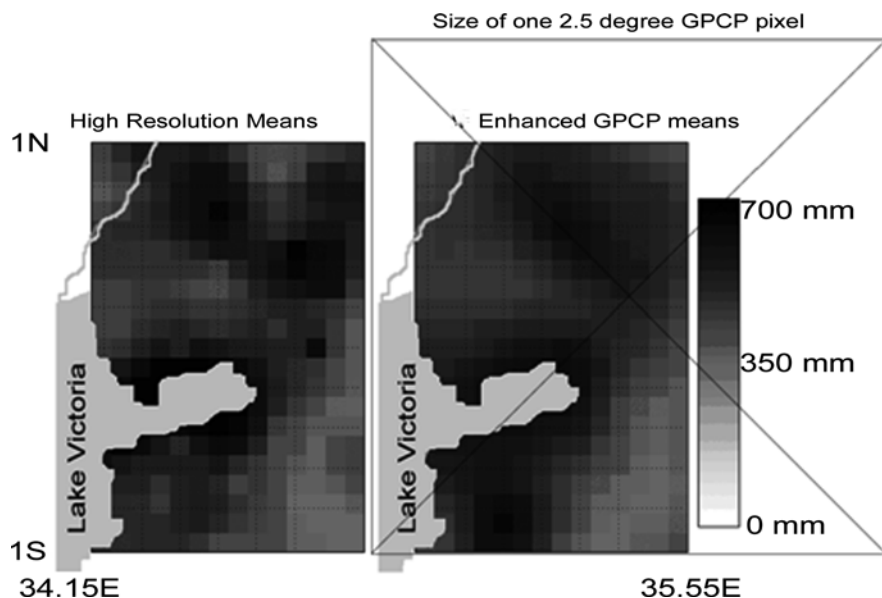 Size of one 2.5 degree GPCP pixel
High Resolution Means
Enhanced GPCP means
1N
700 mm
350 mm
Lake Victoria
Lake Victoria
0 mm
1S
34.15E
35.55E